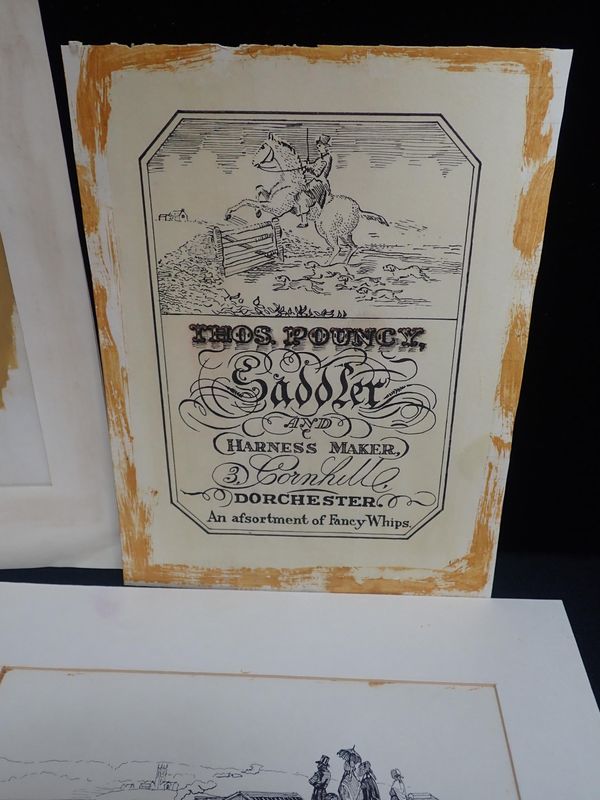 THOS. POUNCY,
Saddler
AND
HARNESS MAKER,
3, Cornhill,
DORCHESTER.
An afsortment of Fancy Whips.